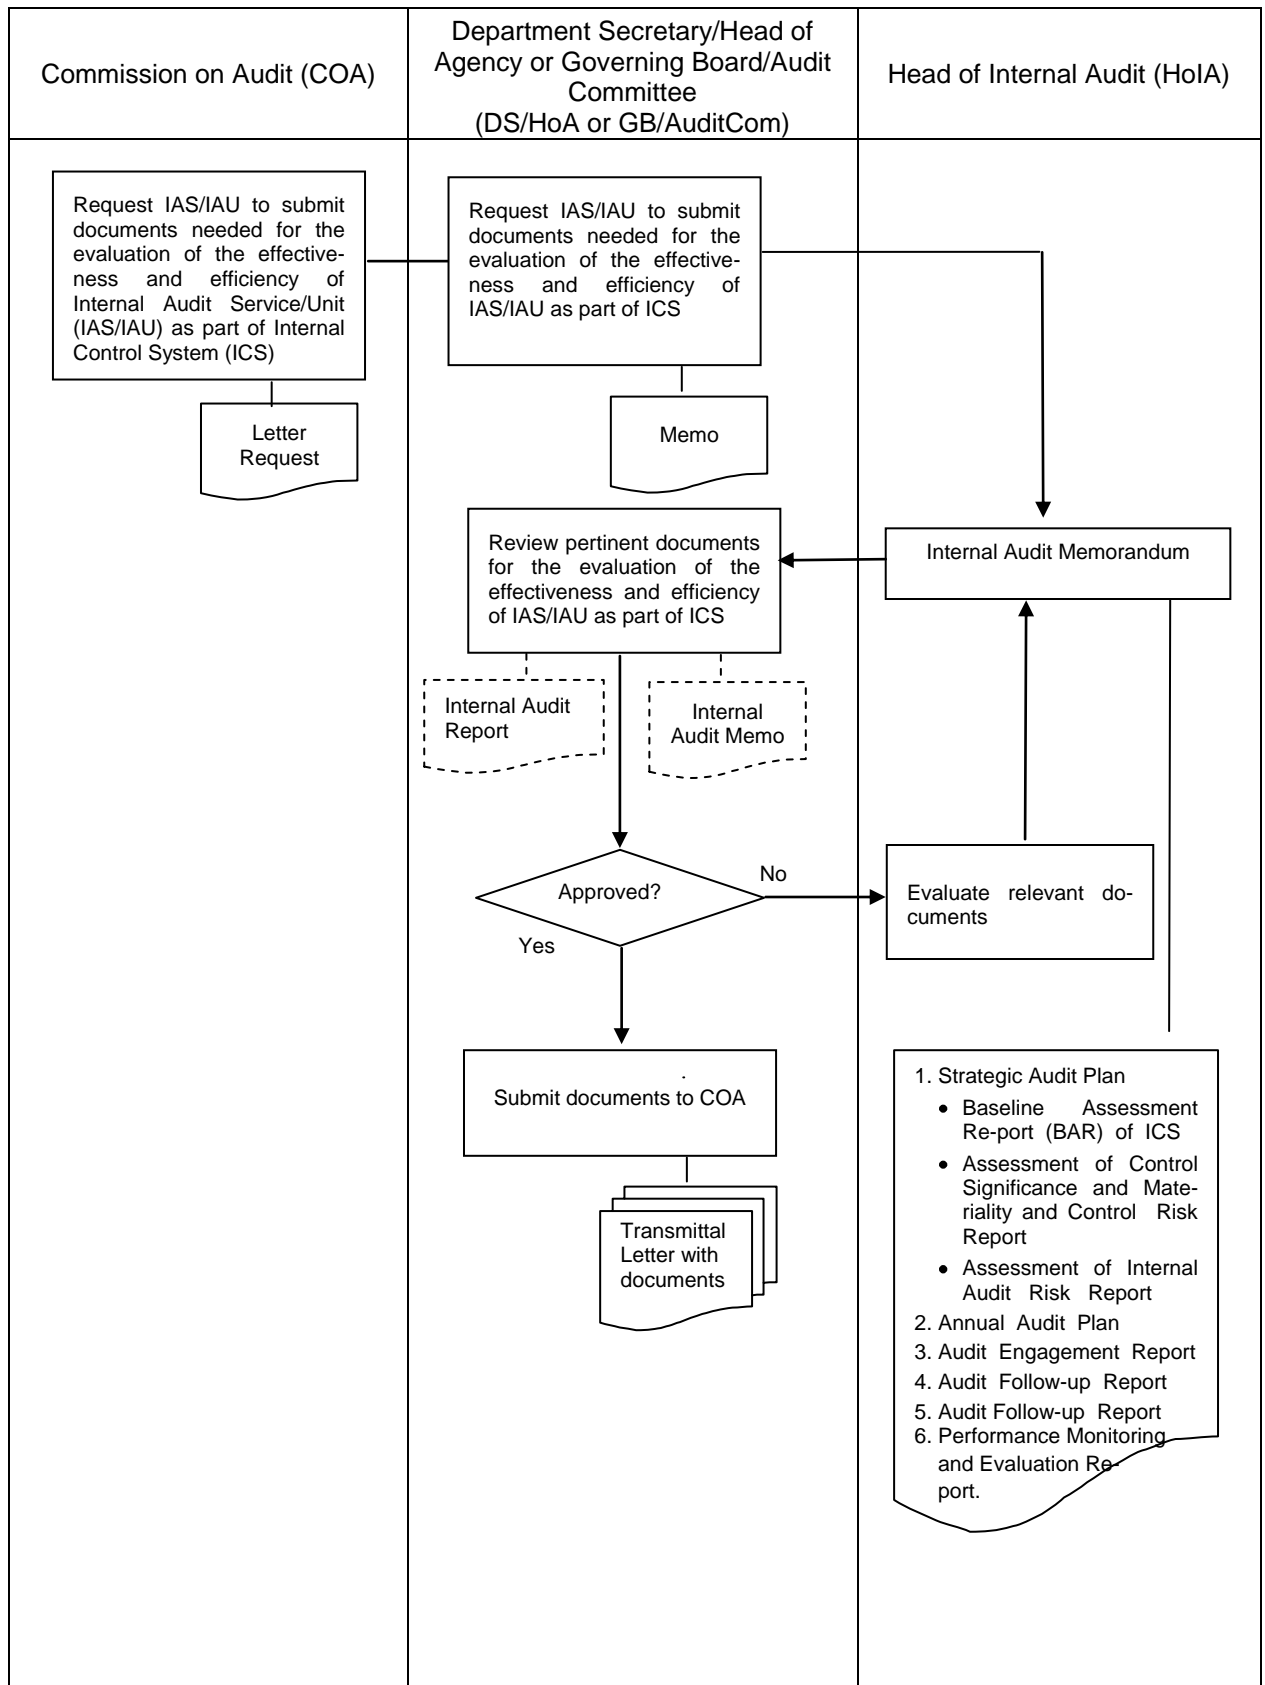 Commission on Audit (COA)
Department Secretary/Head of
Agency or Governing Board/Audit
Committee
(DS/HoA or GB/AuditCom)
Head of Internal Audit (HoIA)
Request IAS/IAU to submit
documents needed for the
evaluation of the effective-
ness and efficiency of
Internal Audit Service/Unit
(IAS/IAU) as part of Internal
Control System (ICS)
Letter
Request
Request IAS/IAU to submit
documents needed for the
evaluation of the effective-
ness and efficiency of
IAS/IAU as part of ICS
Memo
Internal Audit Memorandum
Review pertinent documents
for the evaluation of the
effectiveness and efficiency
of IAS/IAU as part of ICS
Internal Audit
Report
Internal
Audit Memo
Approved?
No
Yes
Evaluate relevant do-
cuments
Submit documents to COA
Transmittal
Letter with
documents
1. Strategic Audit Plan
• Baseline Assessment
Re-port (BAR) of ICS
• Assessment of Control
Significance and Mate-
riality and Control Risk
Report
• Assessment of Internal
Audit Risk Report
2. Annual Audit Plan
3. Audit Engagement Report
4. Audit Follow-up Report
5. Audit Follow-up Report
6. Performance Monitoring
and Evaluation Re-
port.